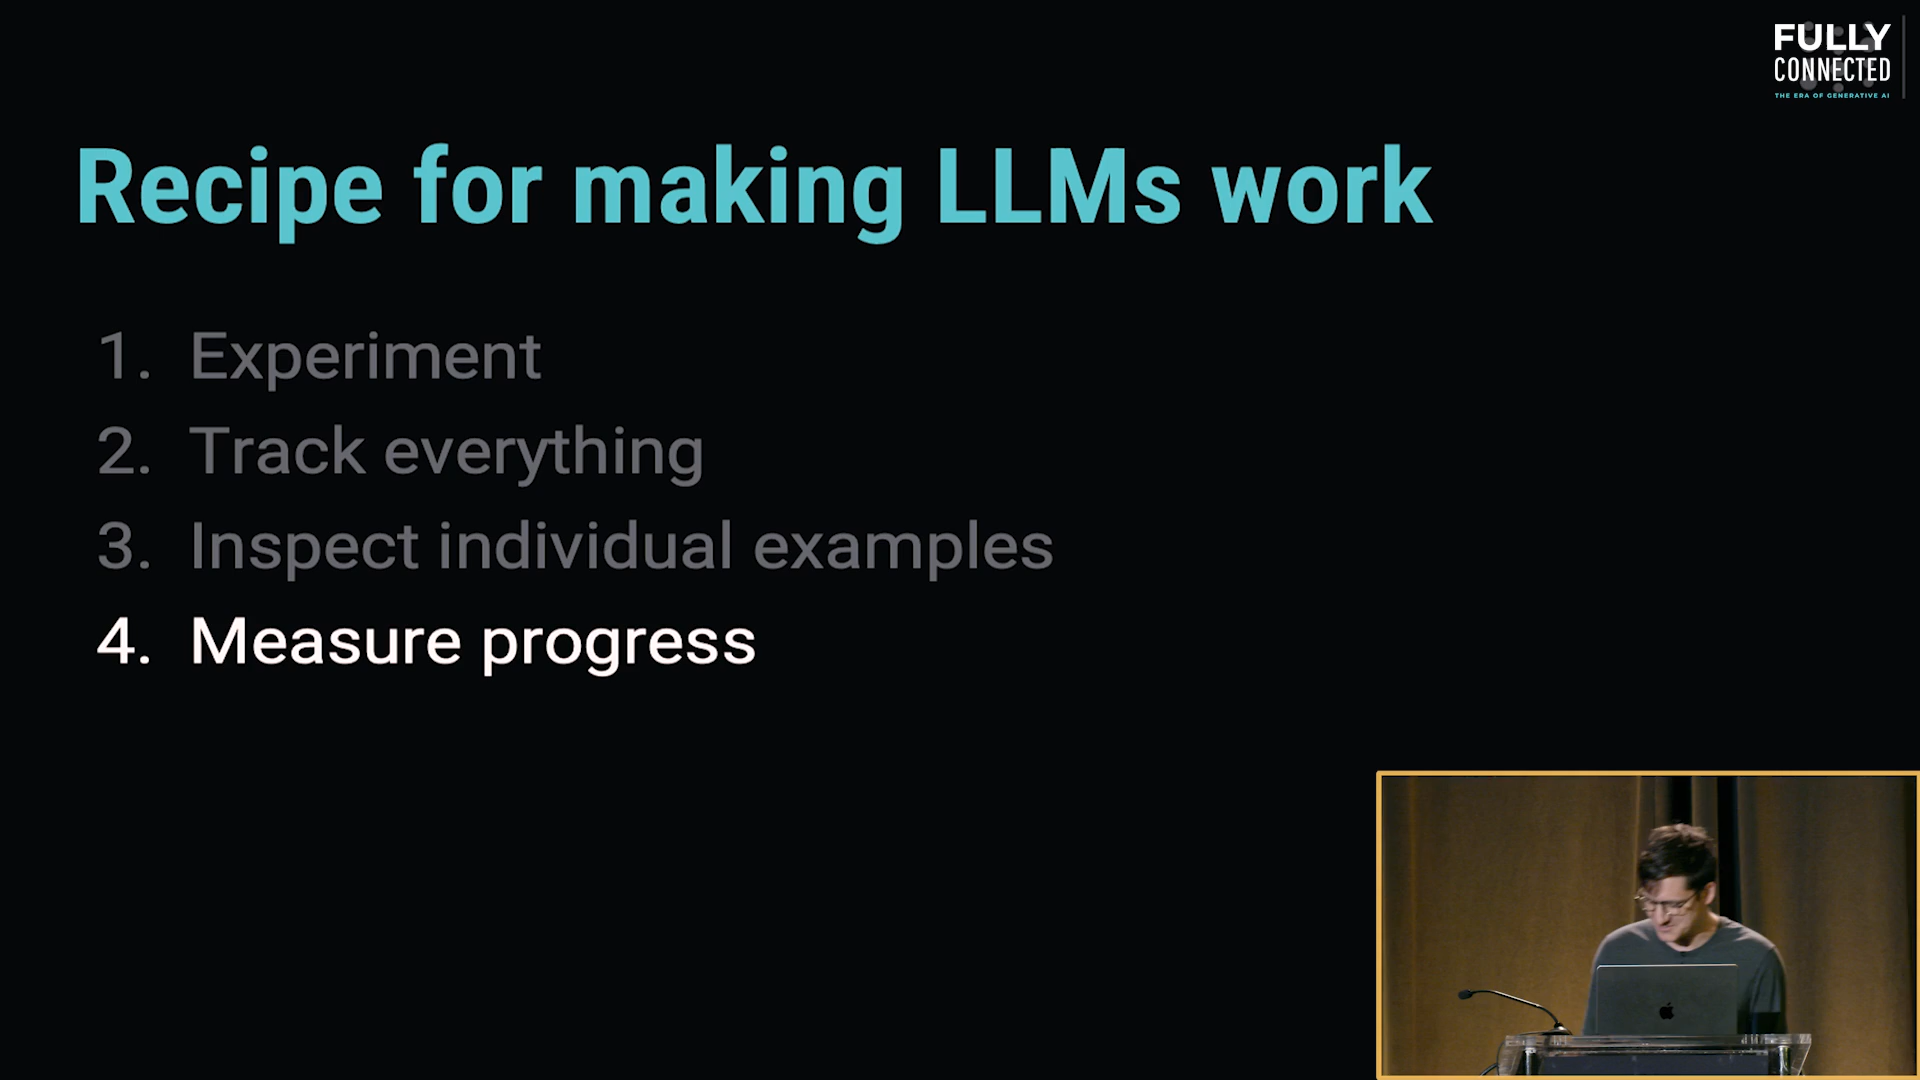 FULLY
CONNECTED
THE ERA OF GENERATIVE AI
Recipe for making LLMs work
1. Experiment
2. Track everything
3. Inspect individual examples
4. Measure progress